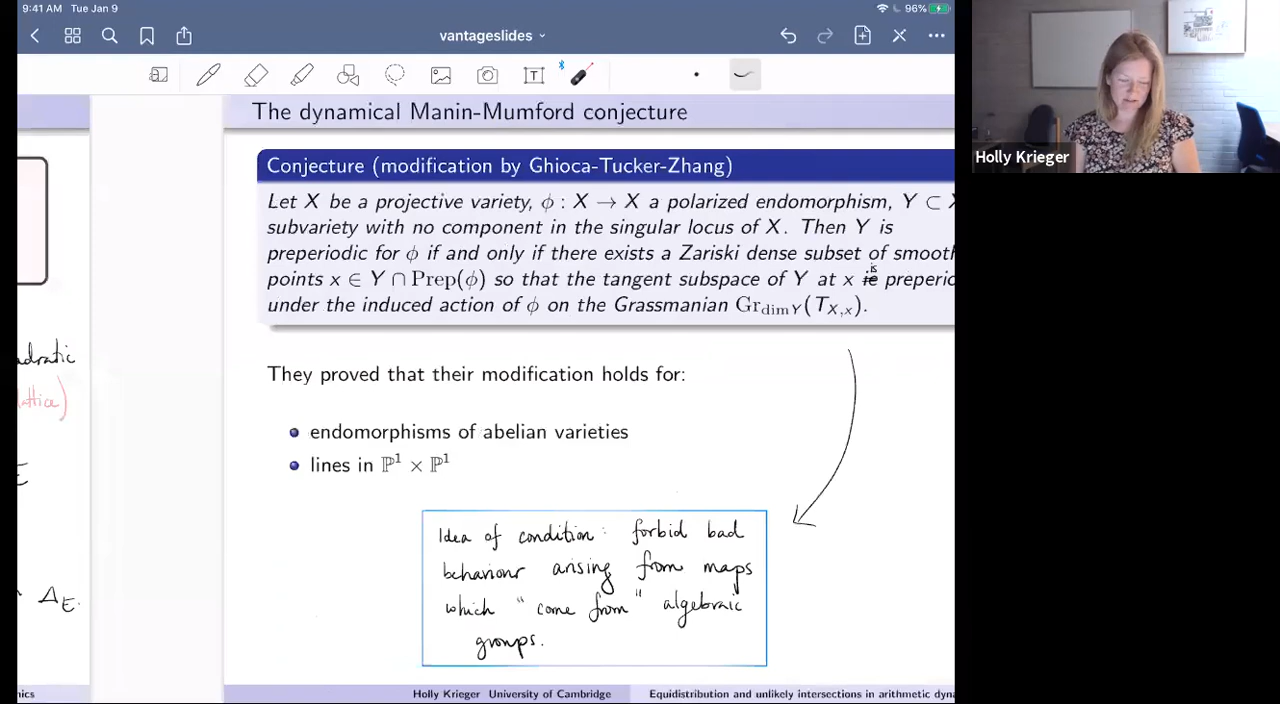 9:41 AM Tue Jan 9
96%
vantageslides
The dynamical Manin-Mumford conjecture
Conjecture (modification by Ghioca-Tucker-Zhang)
Let X be a projective variety, ϕ : X → X a polarized endomorphism, Y ⊂ X
subvariety with no component in the singular locus of X. Then Y is
preperiodic for ϕ if and only if there exists a Zariski dense subset of smooth
points x ∈ Y ∩ Prep(ϕ) so that the tangent subspace of Y at x is preperio
under the induced action of ϕ on the Grassmanian Gr_dimY(T_X,x).
They proved that their modification holds for:
endomorphisms of abelian varieties
lines in ℙ¹ × ℙ¹
Idea of condition: forbid bad
behaviour arising from maps
which "come from" algebraic
groups.
adratic
attice)
E
Δ_E.
nics
Holly Krieger University of Cambridge
Equidistribution and unlikely intersections in arithmetic dyna
Holly Krieger